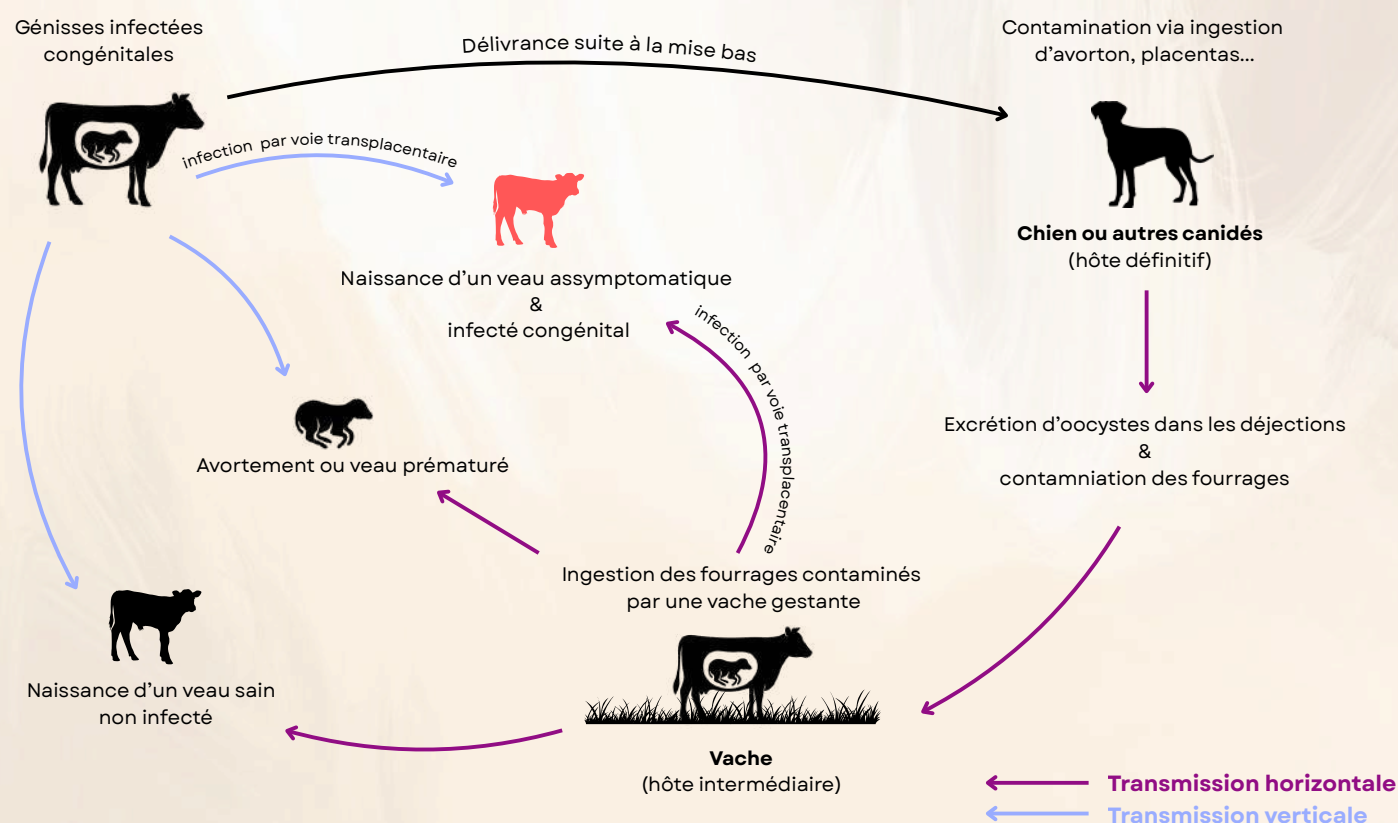 Génisses infectées
congénitales
Délivrance suite à la mise bas
Contamination via ingestion
d'avorton, placentas...
infection par voie transplacentaire
Chien ou autres canidés
(hôte définitif)
Naissance d'un veau assymptomatique
&
infecté congénital
infection par voie transplacentaire
Avortement ou veau prématuré
Excrétion d'oocystes dans les déjections
&
contamniation des fourrages
Ingestion des fourrages contaminés
par une vache gestante
Naissance d'un veau sain
non infecté
Vache
(hôte intermédiaire)
Transmission horizontale
Transmission verticale